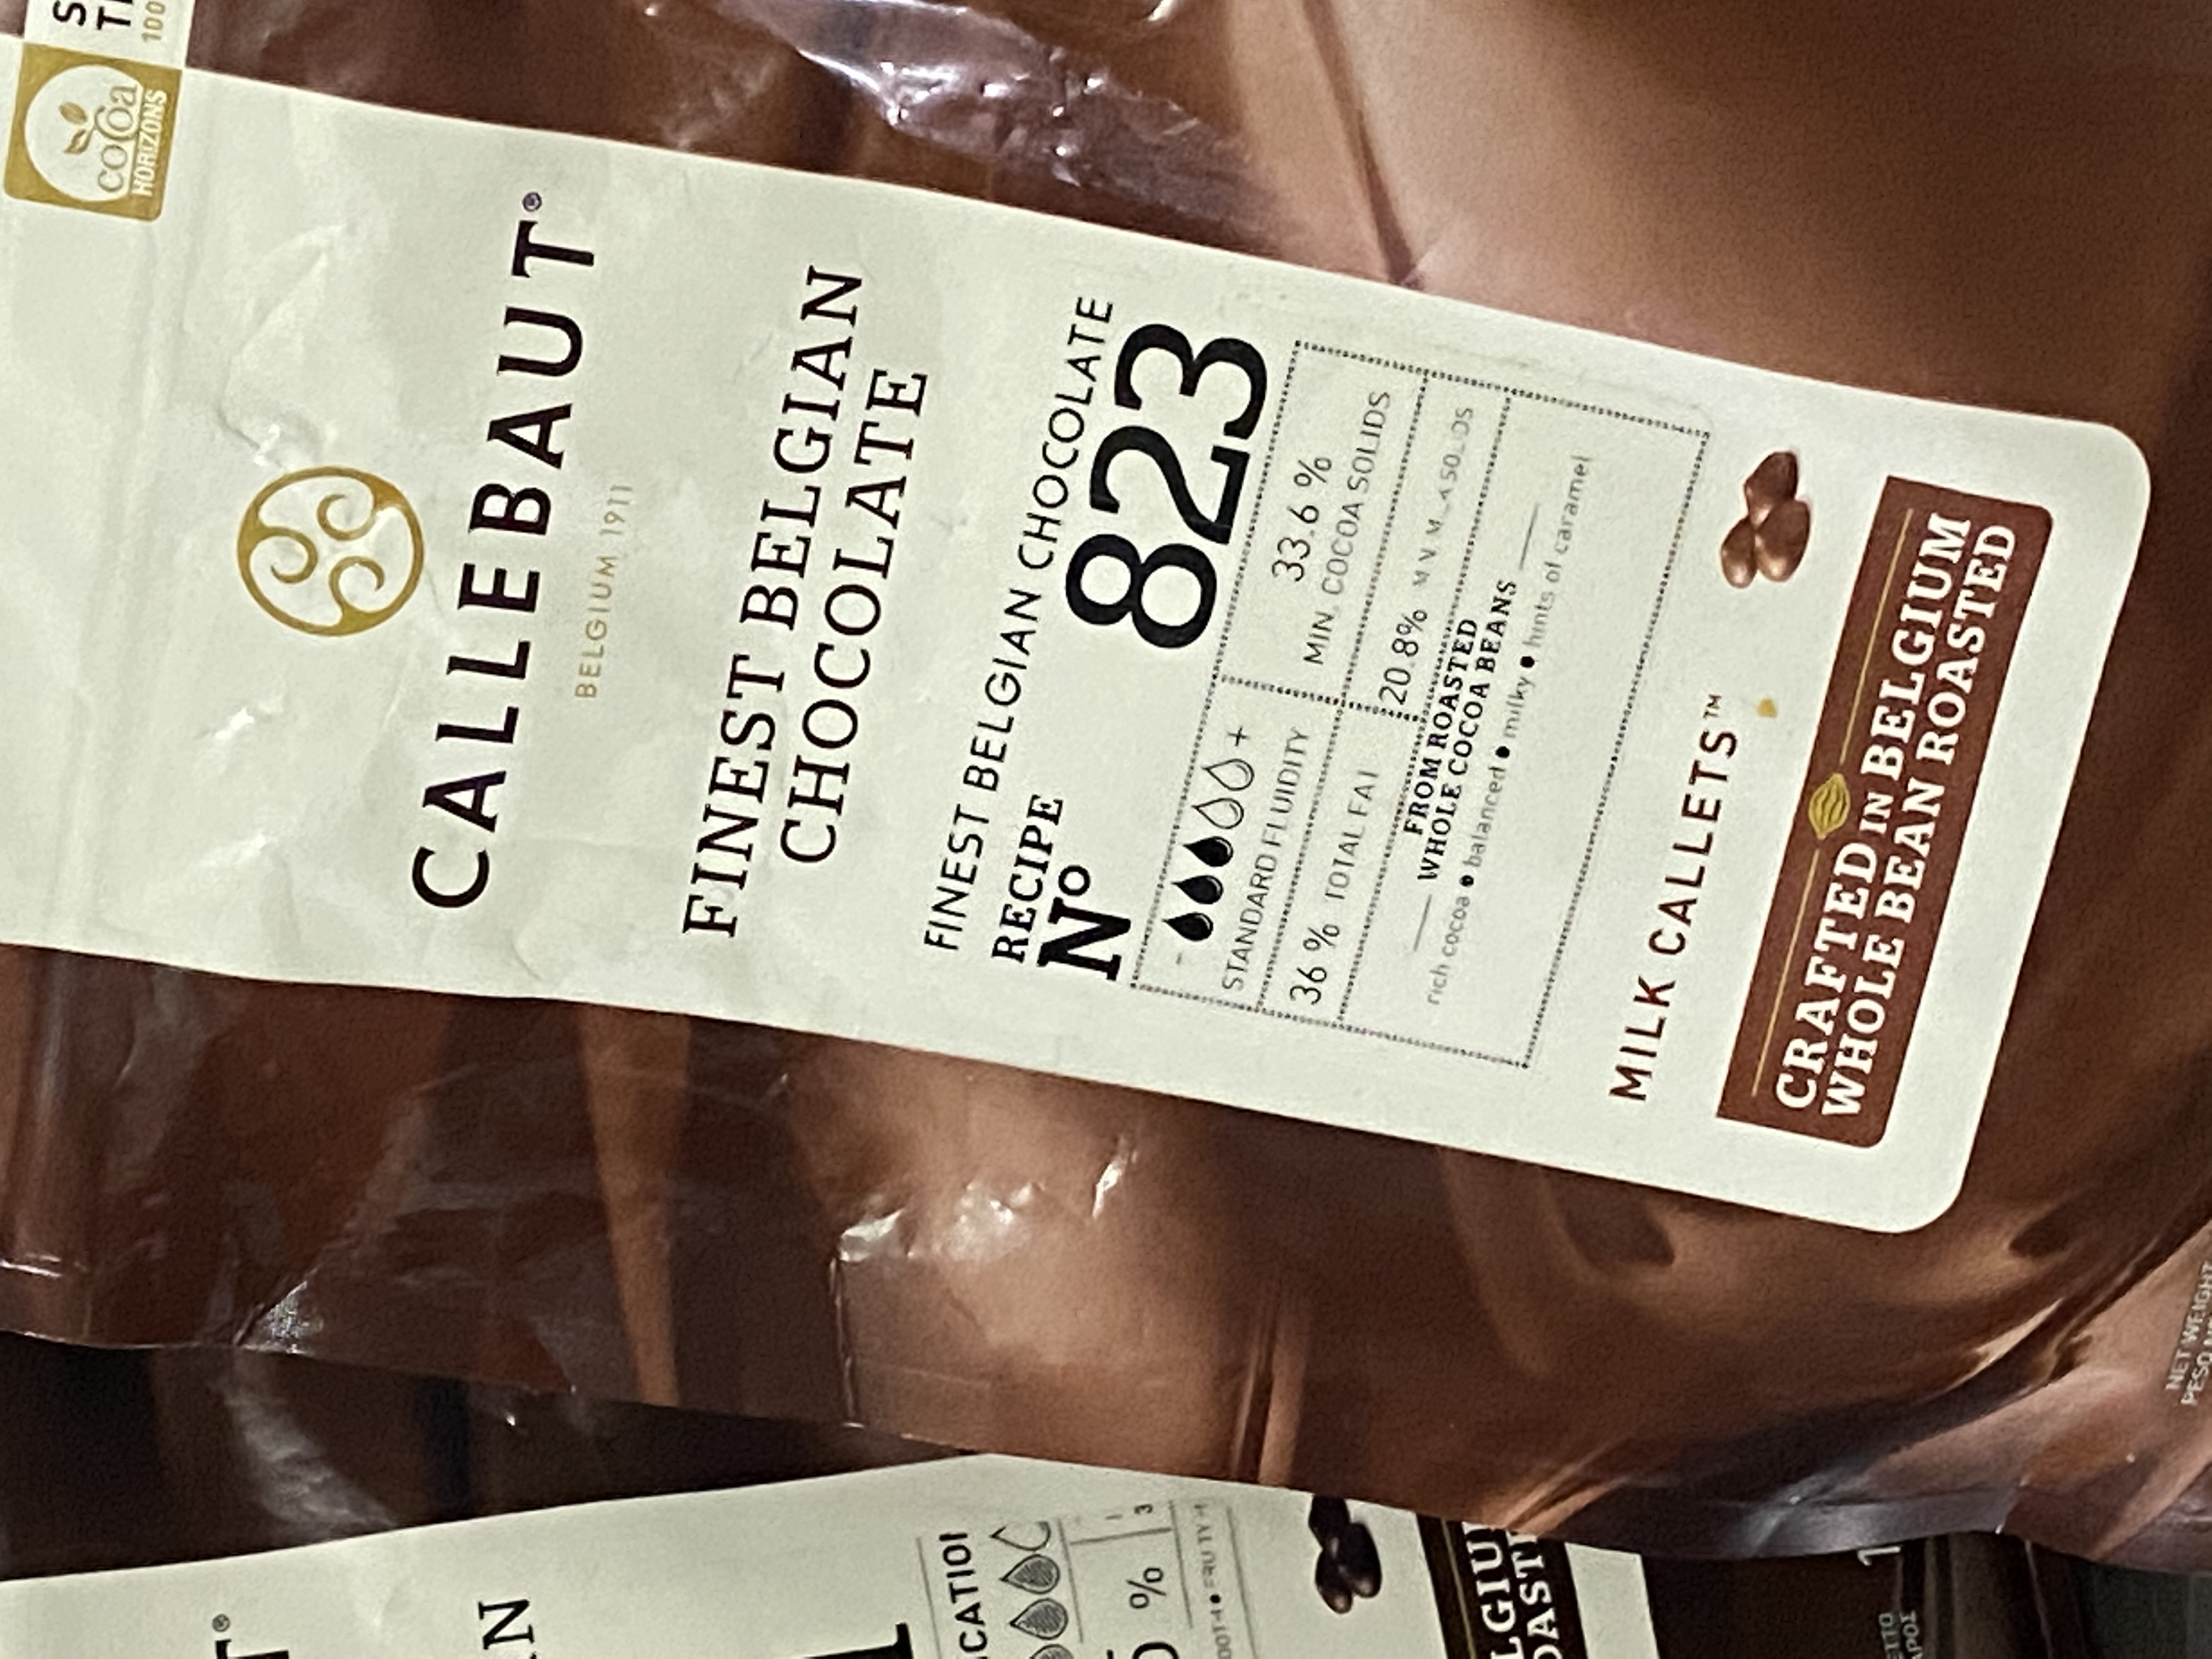 cocoa
HORIZONS
100
CALLEBAUT®
BELGIUM 1911
FINEST BELGIAN
CHOCOLATE
FINEST BELGIAN CHOCOLATE
RECIPE
N° 823
- +
STANDARD FLUIDITY
33.6 %
MIN. COCOA SOLIDS
36 % TOTAL FAT
20.8%
FROM ROASTED
WHOLE COCOA BEANS
rich cocoa ● balanced ● milky ● hints of caramel
MILK CALLETS™
CRAFTED IN BELGIUM
WHOLE BEAN ROASTED
NET WEIGHT
PESO
%